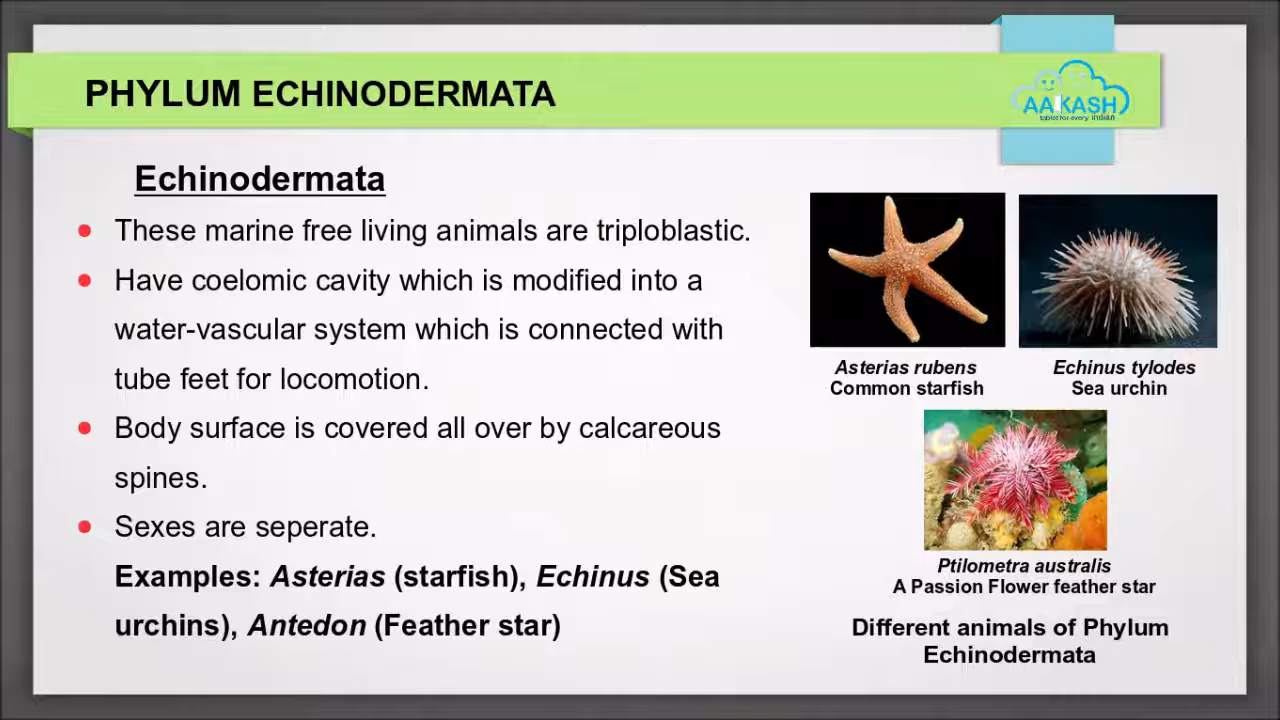 PHYLUM ECHINODERMATA
AAKASH
tablet for every indian
Echinodermata
These marine free living animals are triploblastic.
Have coelomic cavity which is modified into a
water-vascular system which is connected with
tube feet for locomotion.
Body surface is covered all over by calcareous
spines.
Sexes are seperate.
Examples: Asterias (starfish), Echinus (Sea
urchins), Antedon (Feather star)
Asterias rubens
Common starfish
Echinus tylodes
Sea urchin
Ptilometra australis
A Passion Flower feather star
Different animals of Phylum
Echinodermata